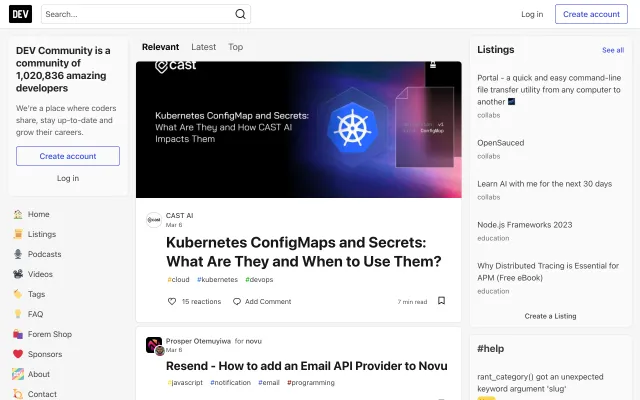 DEV
Search...
Log in
Create account
DEV Community is a
community of
1,020,836 amazing
developers
We're a place where coders
share, stay up-to-date and
grow their careers.
Create account
Log in
Home
Listings
Podcasts
Videos
Tags
FAQ
Forem Shop
Sponsors
About
Contact
Relevant
Latest
Top
cast
Kubernetes ConfigMap and Secrets:
What Are They and How CAST AI
Impacts Them
ConfigMap
CAST AI
Mar 6
Kubernetes ConfigMaps and Secrets:
What Are They and When to Use Them?
#cloud #kubernetes #devops
15 reactions
Add Comment
7 min read
Prosper Otemuyiwa for novu
Mar 6
Resend - How to add an Email API Provider to Novu
#javascript #notification #email #programming
Listings
See all
Portal - a quick and easy command-line
file transfer utility from any computer to
another
collabs
OpenSauced
collabs
Learn AI with me for the next 30 days
collabs
Node.js Frameworks 2023
education
Why Distributed Tracing is Essential for
APM (Free eBook)
education
Create a Listing
#help
rant_category() got an unexpected
keyword argument 'slug'